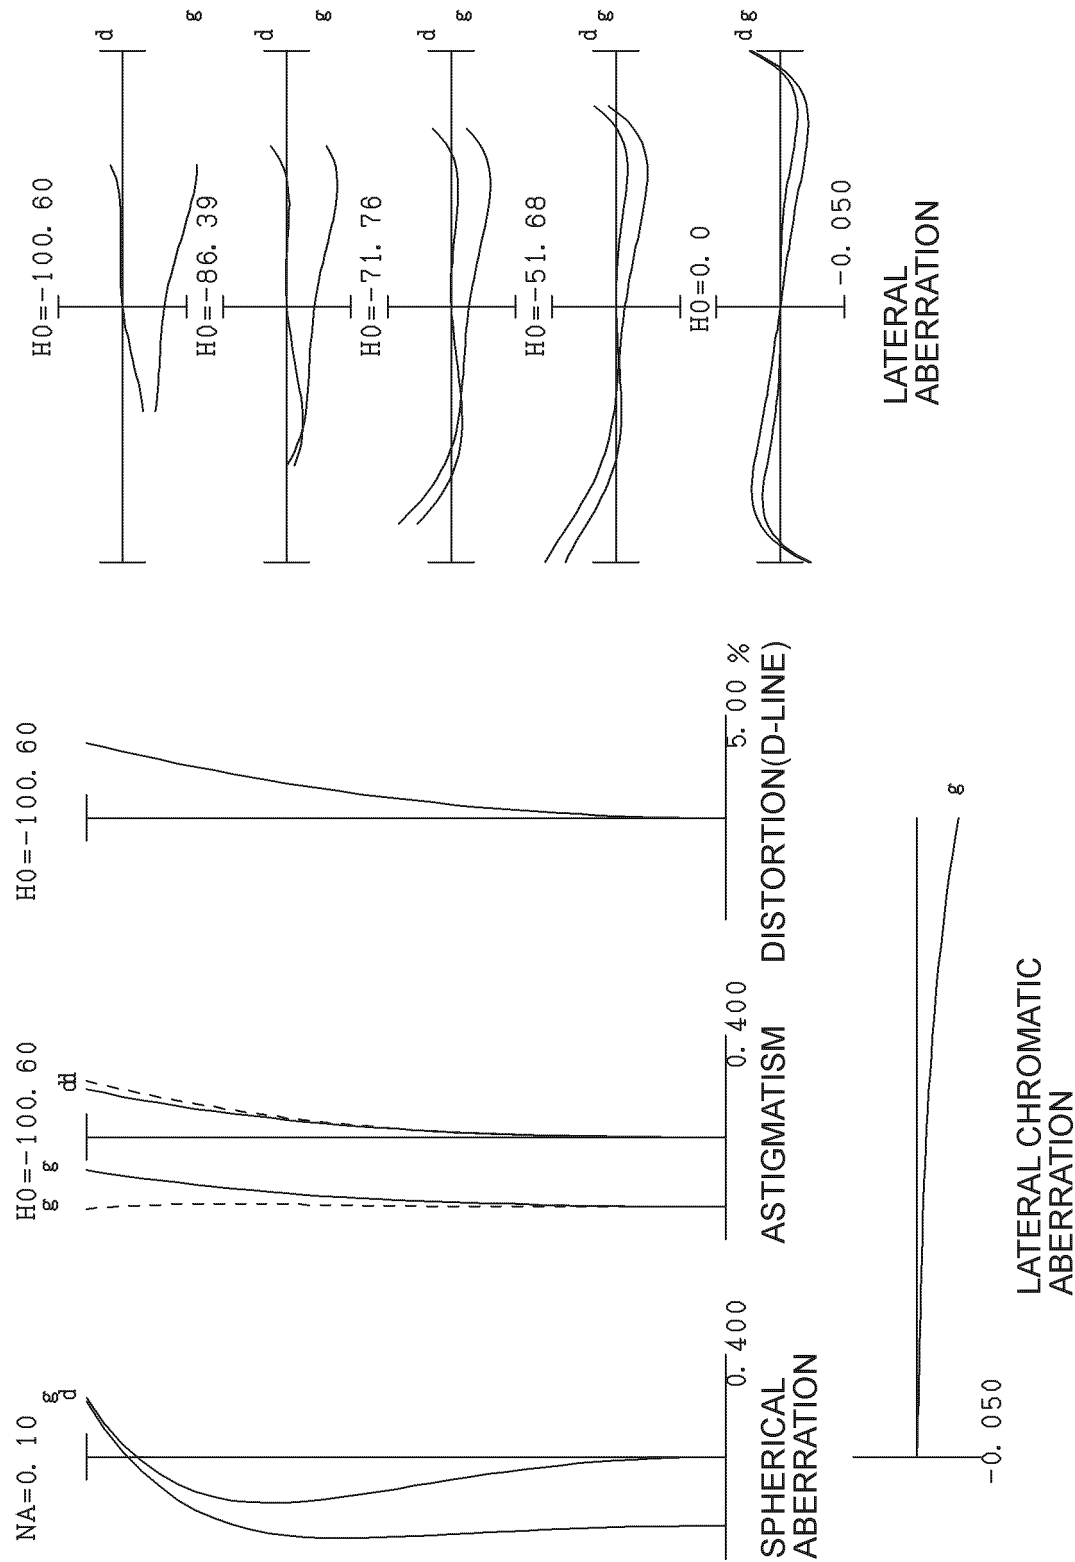 NA=0. 10
g
d
0. 400
SPHERICAL
ABERRATION
H0=-100. 60
g
g
dd
0. 400
ASTIGMATISM
H0=-100. 60
5. 00 %
DISTORTION(D-LINE)
H0=-100. 60
d
g
H0=-86. 39
d
g
H0=-71. 76
d
g
H0=-51. 68
d
g
H0=0. 0
d
g
-0. 050
LATERAL
ABERRATION
g
-0. 050
LATERAL CHROMATIC
ABERRATION